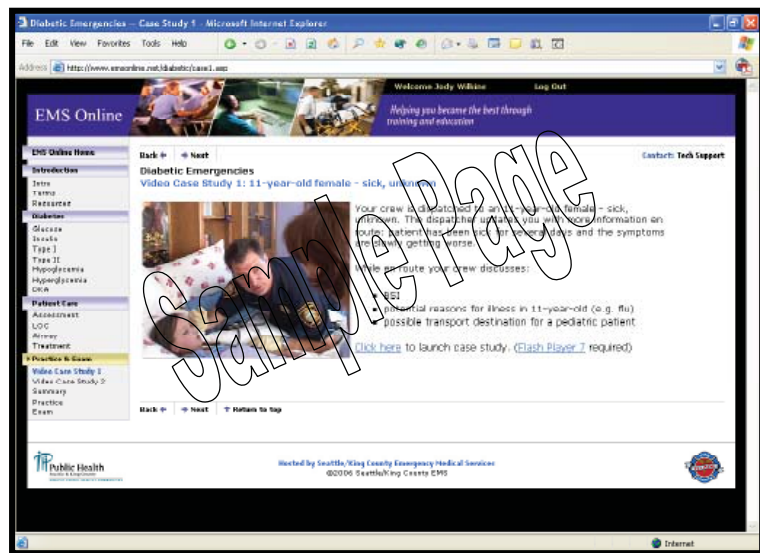 Diabetic Emergencies -- Case Study 1 - Microsoft Internet Explorer
File Edit View Favorites Tools Help
Address http://www.emsonline.net/diabetic/case1.asp
Welcome Jody Wilkine Log Out
EMS Online
Helping you become the best through
training and education
EMS Online Home
Back Next
Contact: Tech Support
Introduction
Intro
Terms
Resources
Diabetes
Glucose
Insulin
Type I
Type II
Hypoglycemia
Hyperglycemia
DKA
Patient Care
Assessment
LOC
Airway
Treatment
Practice & Exam
Video Case Study 1
Video Case Study 2
Summary
Practice
Exam
Diabetic Emergencies
Video Case Study 1: 11-year-old female - sick, unknown
Your crew is dispatched to an 11-year-old female - sick,
unknown. The dispatcher updates you with more information en
route: patient has been sick for several days and the symptoms
are slowly getting worse.
While en route your crew discusses:
BSI
potential reasons for illness in 11-year-old (e.g. flu)
possible transport destination for a pediatric patient
Click here to launch case study. (Flash Player 7 required)
Sample Page
Back Next Return to top
Public Health
Hosted by Seattle/King County Emergency Medical Services
©2006 Seattle/King County EMS
Internet